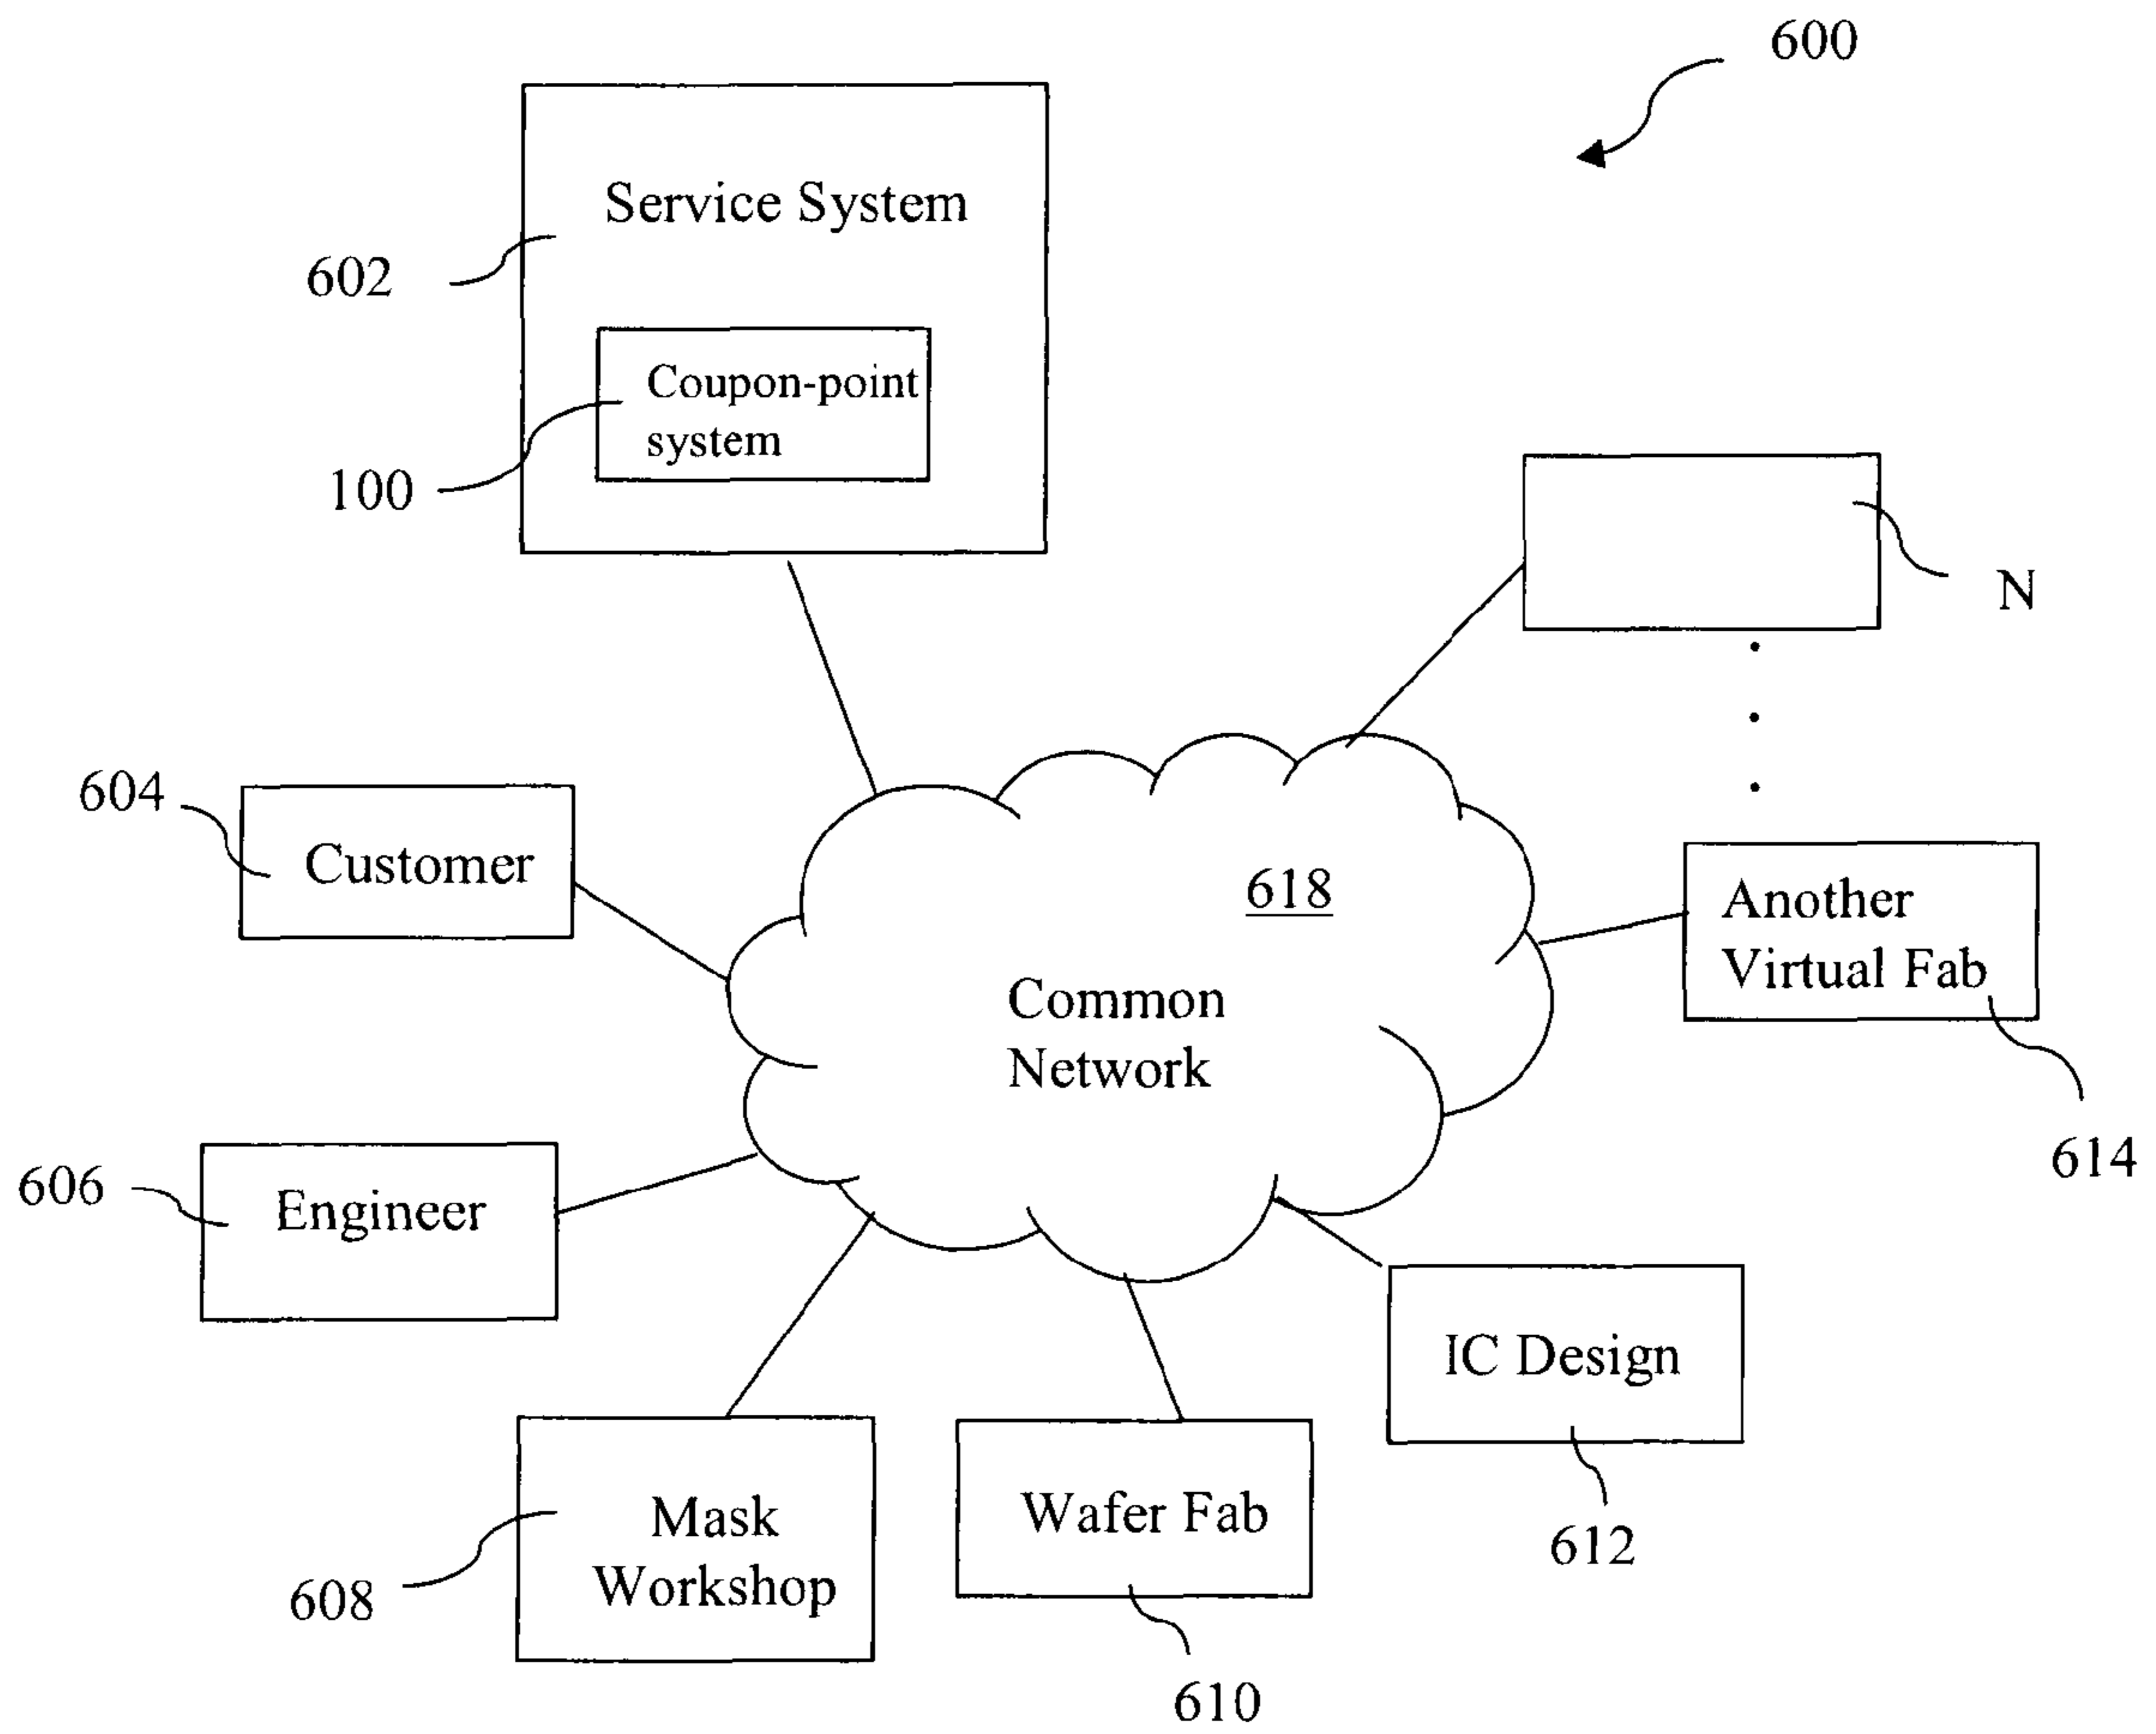 600
Service System
602
Coupon-point
system
100
N
604
Customer
618
Another
Virtual Fab
Common
Network
614
606
Engineer
IC Design
Mask
Workshop
Wafer Fab
612
608
610